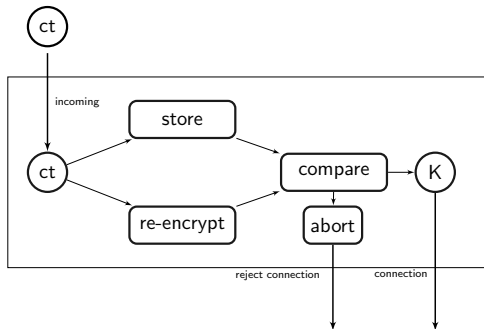 ct
incoming
store
ct
compare
K
re-encrypt
abort
reject connection
connection